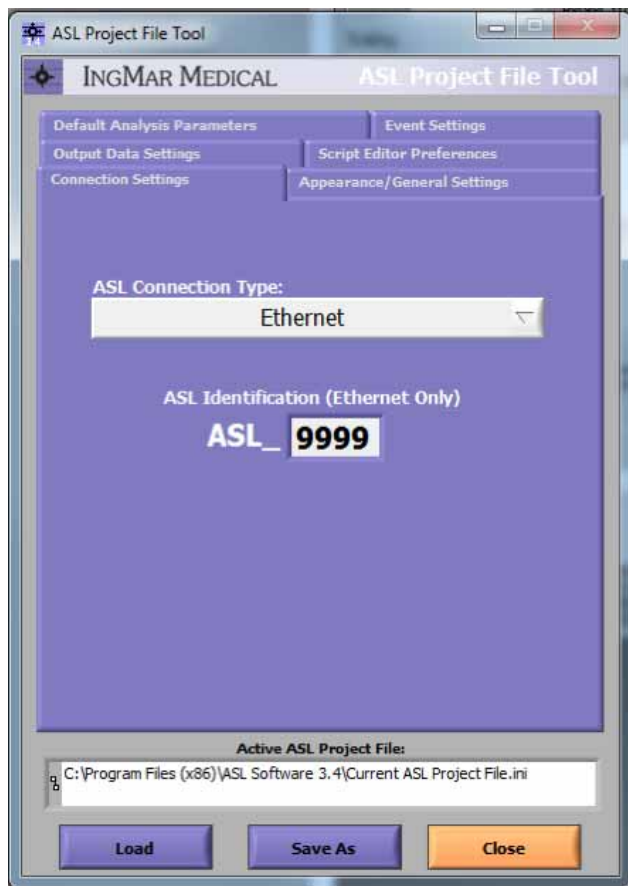 ASL Project File Tool
INGMAR MEDICAL ASL Project File Tool
Default Analysis Parameters Event Settings
Output Data Settings Script Editor Preferences
Connection Settings Appearance/General Settings
ASL Connection Type:
Ethernet
ASL Identification (Ethernet Only)
ASL_ 9999
Active ASL Project File:
C:\Program Files (x86)\ASL Software 3.4\Current ASL Project File.ini
Load Save As Close